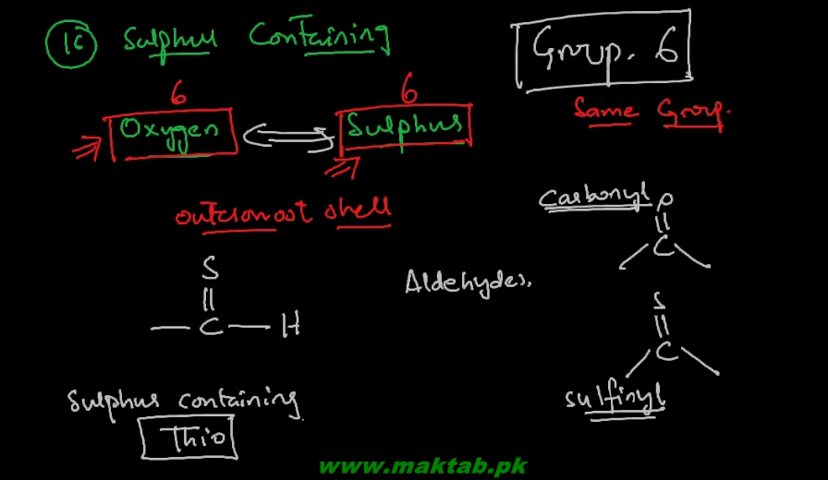 16 Sulphur Containing
Group. 6
6 6
Same Group.
Oxygen Sulphur
outermost shell
Carbonyl O
C
S
C H
Aldehydes.
S
C
Sulphur containing
sulfinyl
Thio
www.maktab.pk